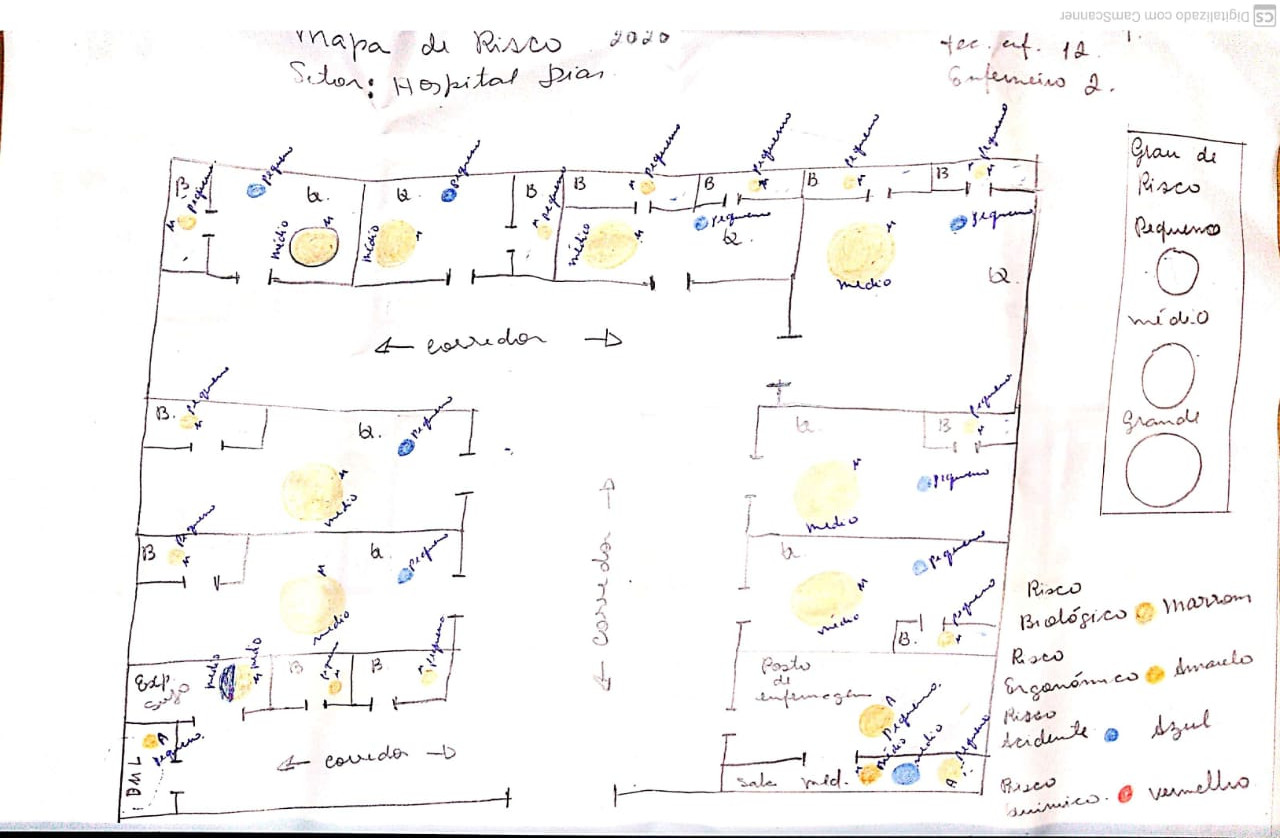 Digitalizado com CamScanner
CS
Mapa de Risco 2020
Setor: Hospital Dias
tec. enf. 12.
Enfermeiro 2.
B
Pequeno
M
Pequeno
Q.
médio
M
Q.
Pequeno
médio
M
B
Pequeno
M
B
Pequeno
M
médio
M
B
Pequeno
M
Pequeno
Q.
B
Pequeno
M
médio
M
B
Pequeno
M
Pequeno
Q.
← corredor →
B.
Pequeno
M
Q.
Pequeno
M
médio
B
Pequeno
M
Q.
Pequeno
M
médio
Exp.
Sujo
médio
médio
M
B
Pequeno
M
B
Pequeno
M
DML
A
Pequeno.
← corredor →
← corredor →
Q.
B
Pequeno
M
M
médio
Pequeno
Q.
Pequeno
M
médio
B.
Pequeno
M
Posto
de
enfermagem
A
Pequeno.
Sala med.
médio
médio
A
Pequeno
Grau de
Risco
Pequeno
médio
Grande
Risco
Biológico Marrom
Risco
Ergonômico Amarelo
Risco
Acidente Azul
Risco
Químico. vermelho